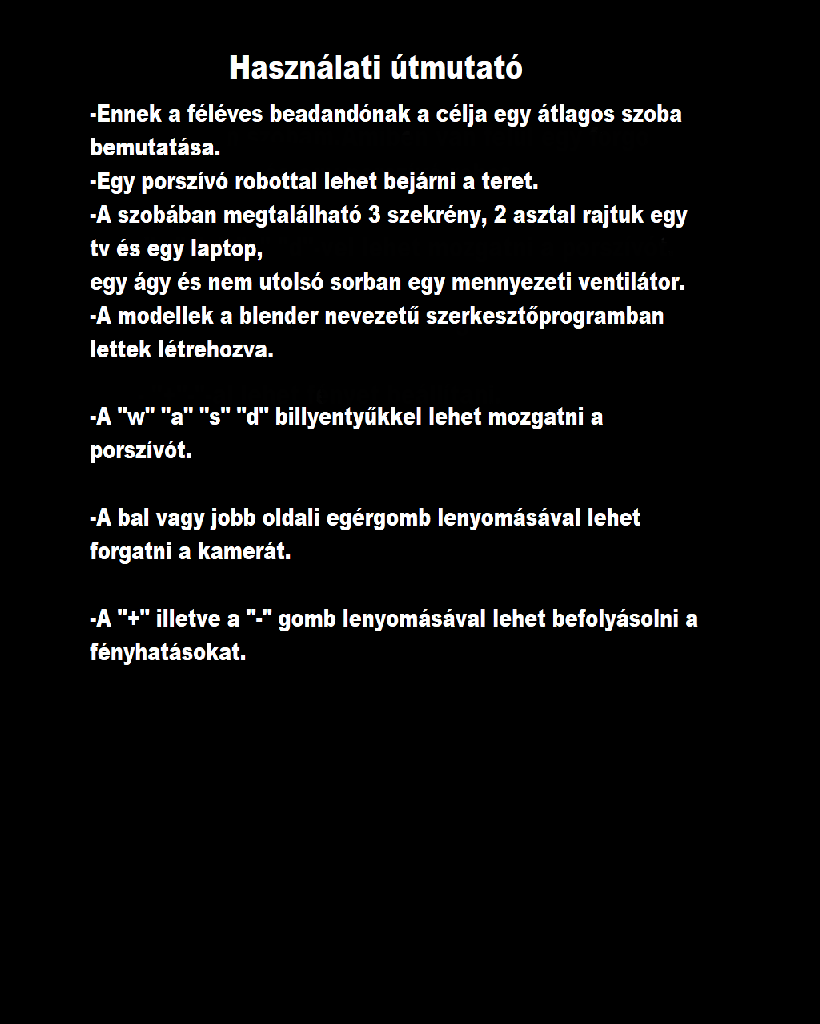 Használati útmutató
-Ennek a féléves beadandónak a célja egy átlagos szoba
bemutatása.
-Egy porszívó robottal lehet bejárni a teret.
-A szobában megtalálható 3 szekrény, 2 asztal rajtuk egy
tv és egy laptop,
egy ágy és nem utolsó sorban egy mennyezeti ventilátor.
-A modellek a blender nevezetű szerkesztőprogramban
lettek létrehozva.
-A "w" "a" "s" "d" billyentyűkkel lehet mozgatni a
porszívót.
-A bal vagy jobb oldali egérgomb lenyomásával lehet
forgatni a kamerát.
-A "+" illetve a "-" gomb lenyomásával lehet befolyásolni a
fényhatásokat.